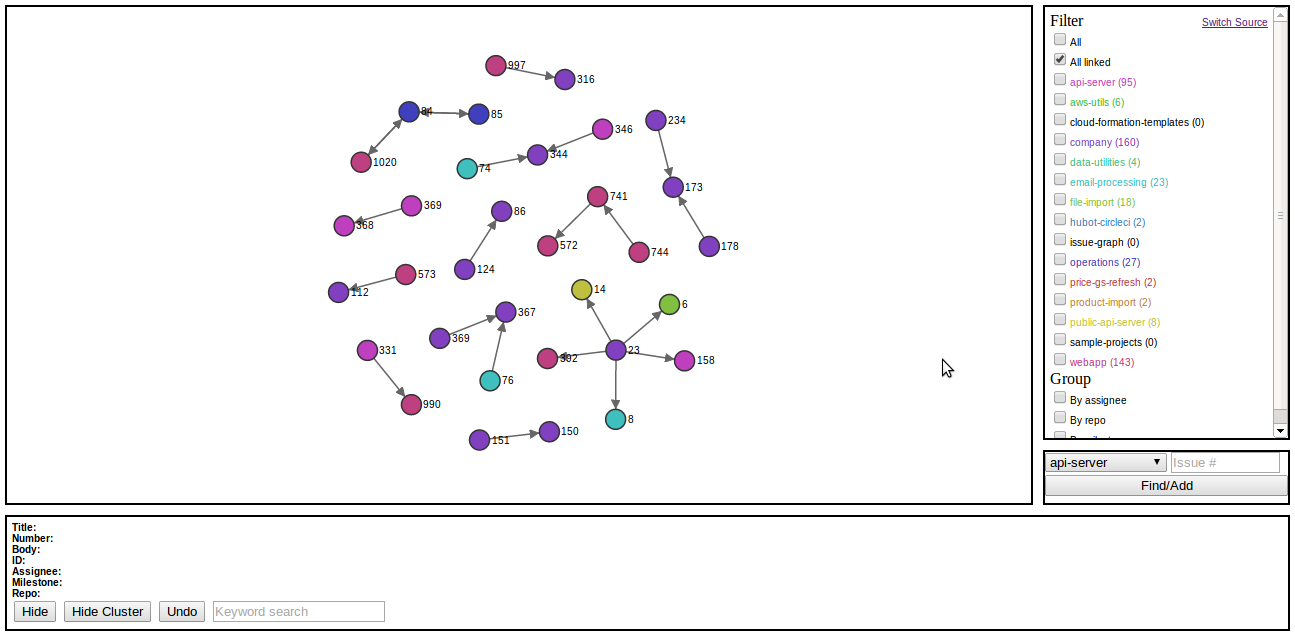 997
316
84
85
346
234
1020
74
344
173
741
369
86
368
572
744
178
124
573
112
14
6
367
369
331
23
392
158
76
990
8
151
150
Filter
Switch Source
All
All linked
api-server (95)
aws-utils (6)
cloud-formation-templates (0)
company (160)
data-utilities (4)
email-processing (23)
file-import (18)
hubot-circleci (2)
issue-graph (0)
operations (27)
price-gs-refresh (2)
product-import (2)
public-api-server (8)
sample-projects (0)
webapp (143)
Group
By assignee
By repo
api-server Issue #
Find/Add
Title:
Number:
Body:
ID:
Assignee:
Milestone:
Repo:
Hide Hide Cluster Undo Keyword search